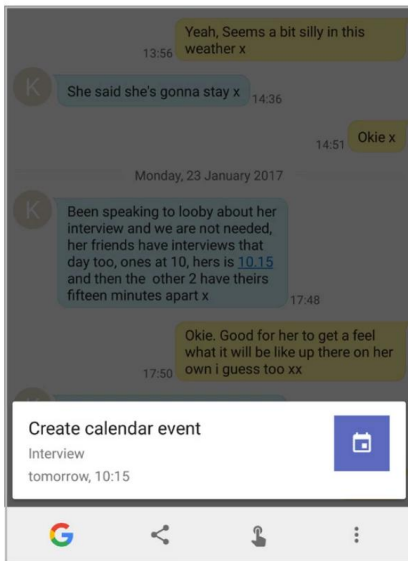 Yeah, Seems a bit silly in this
weather x
13:56
K
She said she's gonna stay x
14:36
Okie x
14:51
Monday, 23 January 2017
K
Been speaking to looby about her
interview and we are not needed,
her friends have interviews that
day too, ones at 10, hers is 10.15
and then the other 2 have theirs
fifteen minutes apart x
17:48
Okie. Good for her to get a feel
what it will be like up there on her
own i guess too xx
17:50
Create calendar event
Interview
tomorrow, 10:15
G